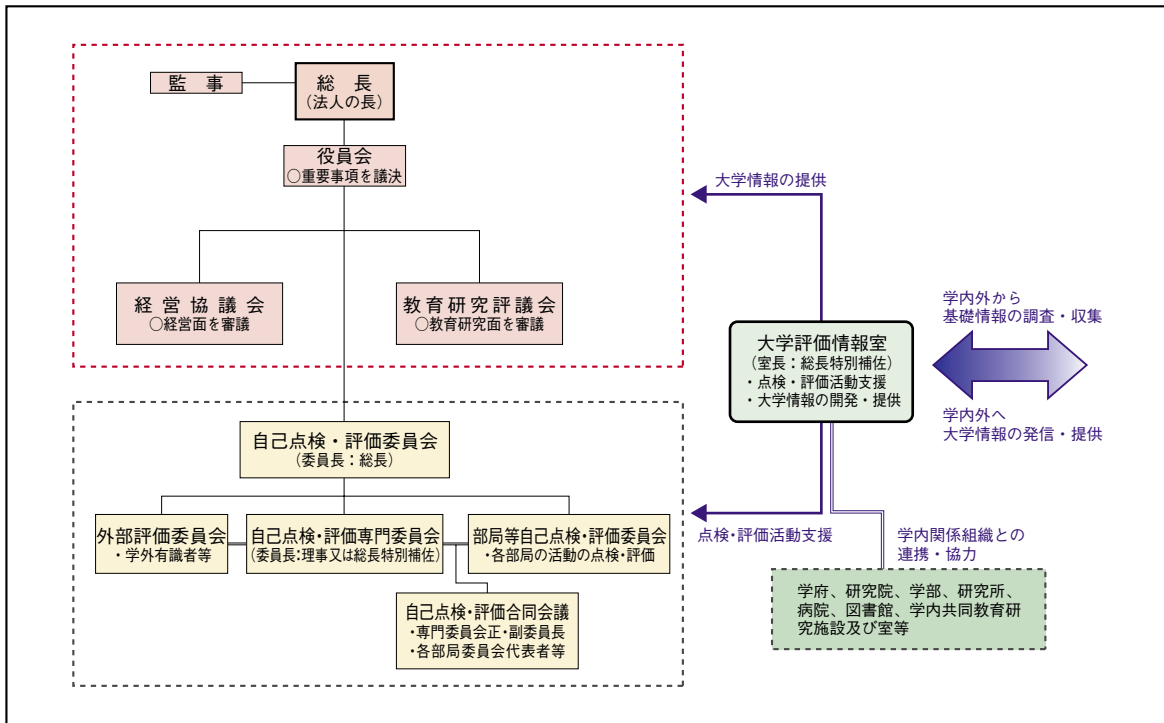 監 事
総 長
（法人の長）
役員会
○重要事項を議決
経 営 協 議 会
○経営面を審議
教育研究評議会
○教育研究面を審議
大学情報の提供
大学評価情報室
（室長：総長特別補佐）
・点検・評価活動支援
・大学情報の開発・提供
学内外から
基礎情報の調査・収集
学内外へ
大学情報の発信・提供
自己点検・評価委員会
（委員長：総長）
外部評価委員会
・学外有識者等
自己点検・評価専門委員会
（委員長：理事又は総長特別補佐）
部局等自己点検・評価委員会
・各部局の活動の点検・評価
自己点検・評価合同会議
・専門委員会正・副委員長
・各部局委員会代表者等
点検・評価活動支援
学内関係組織との
連携・協力
学府、研究院、学部、研究所、
病院、図書館、学内共同教育研
究施設及び室等